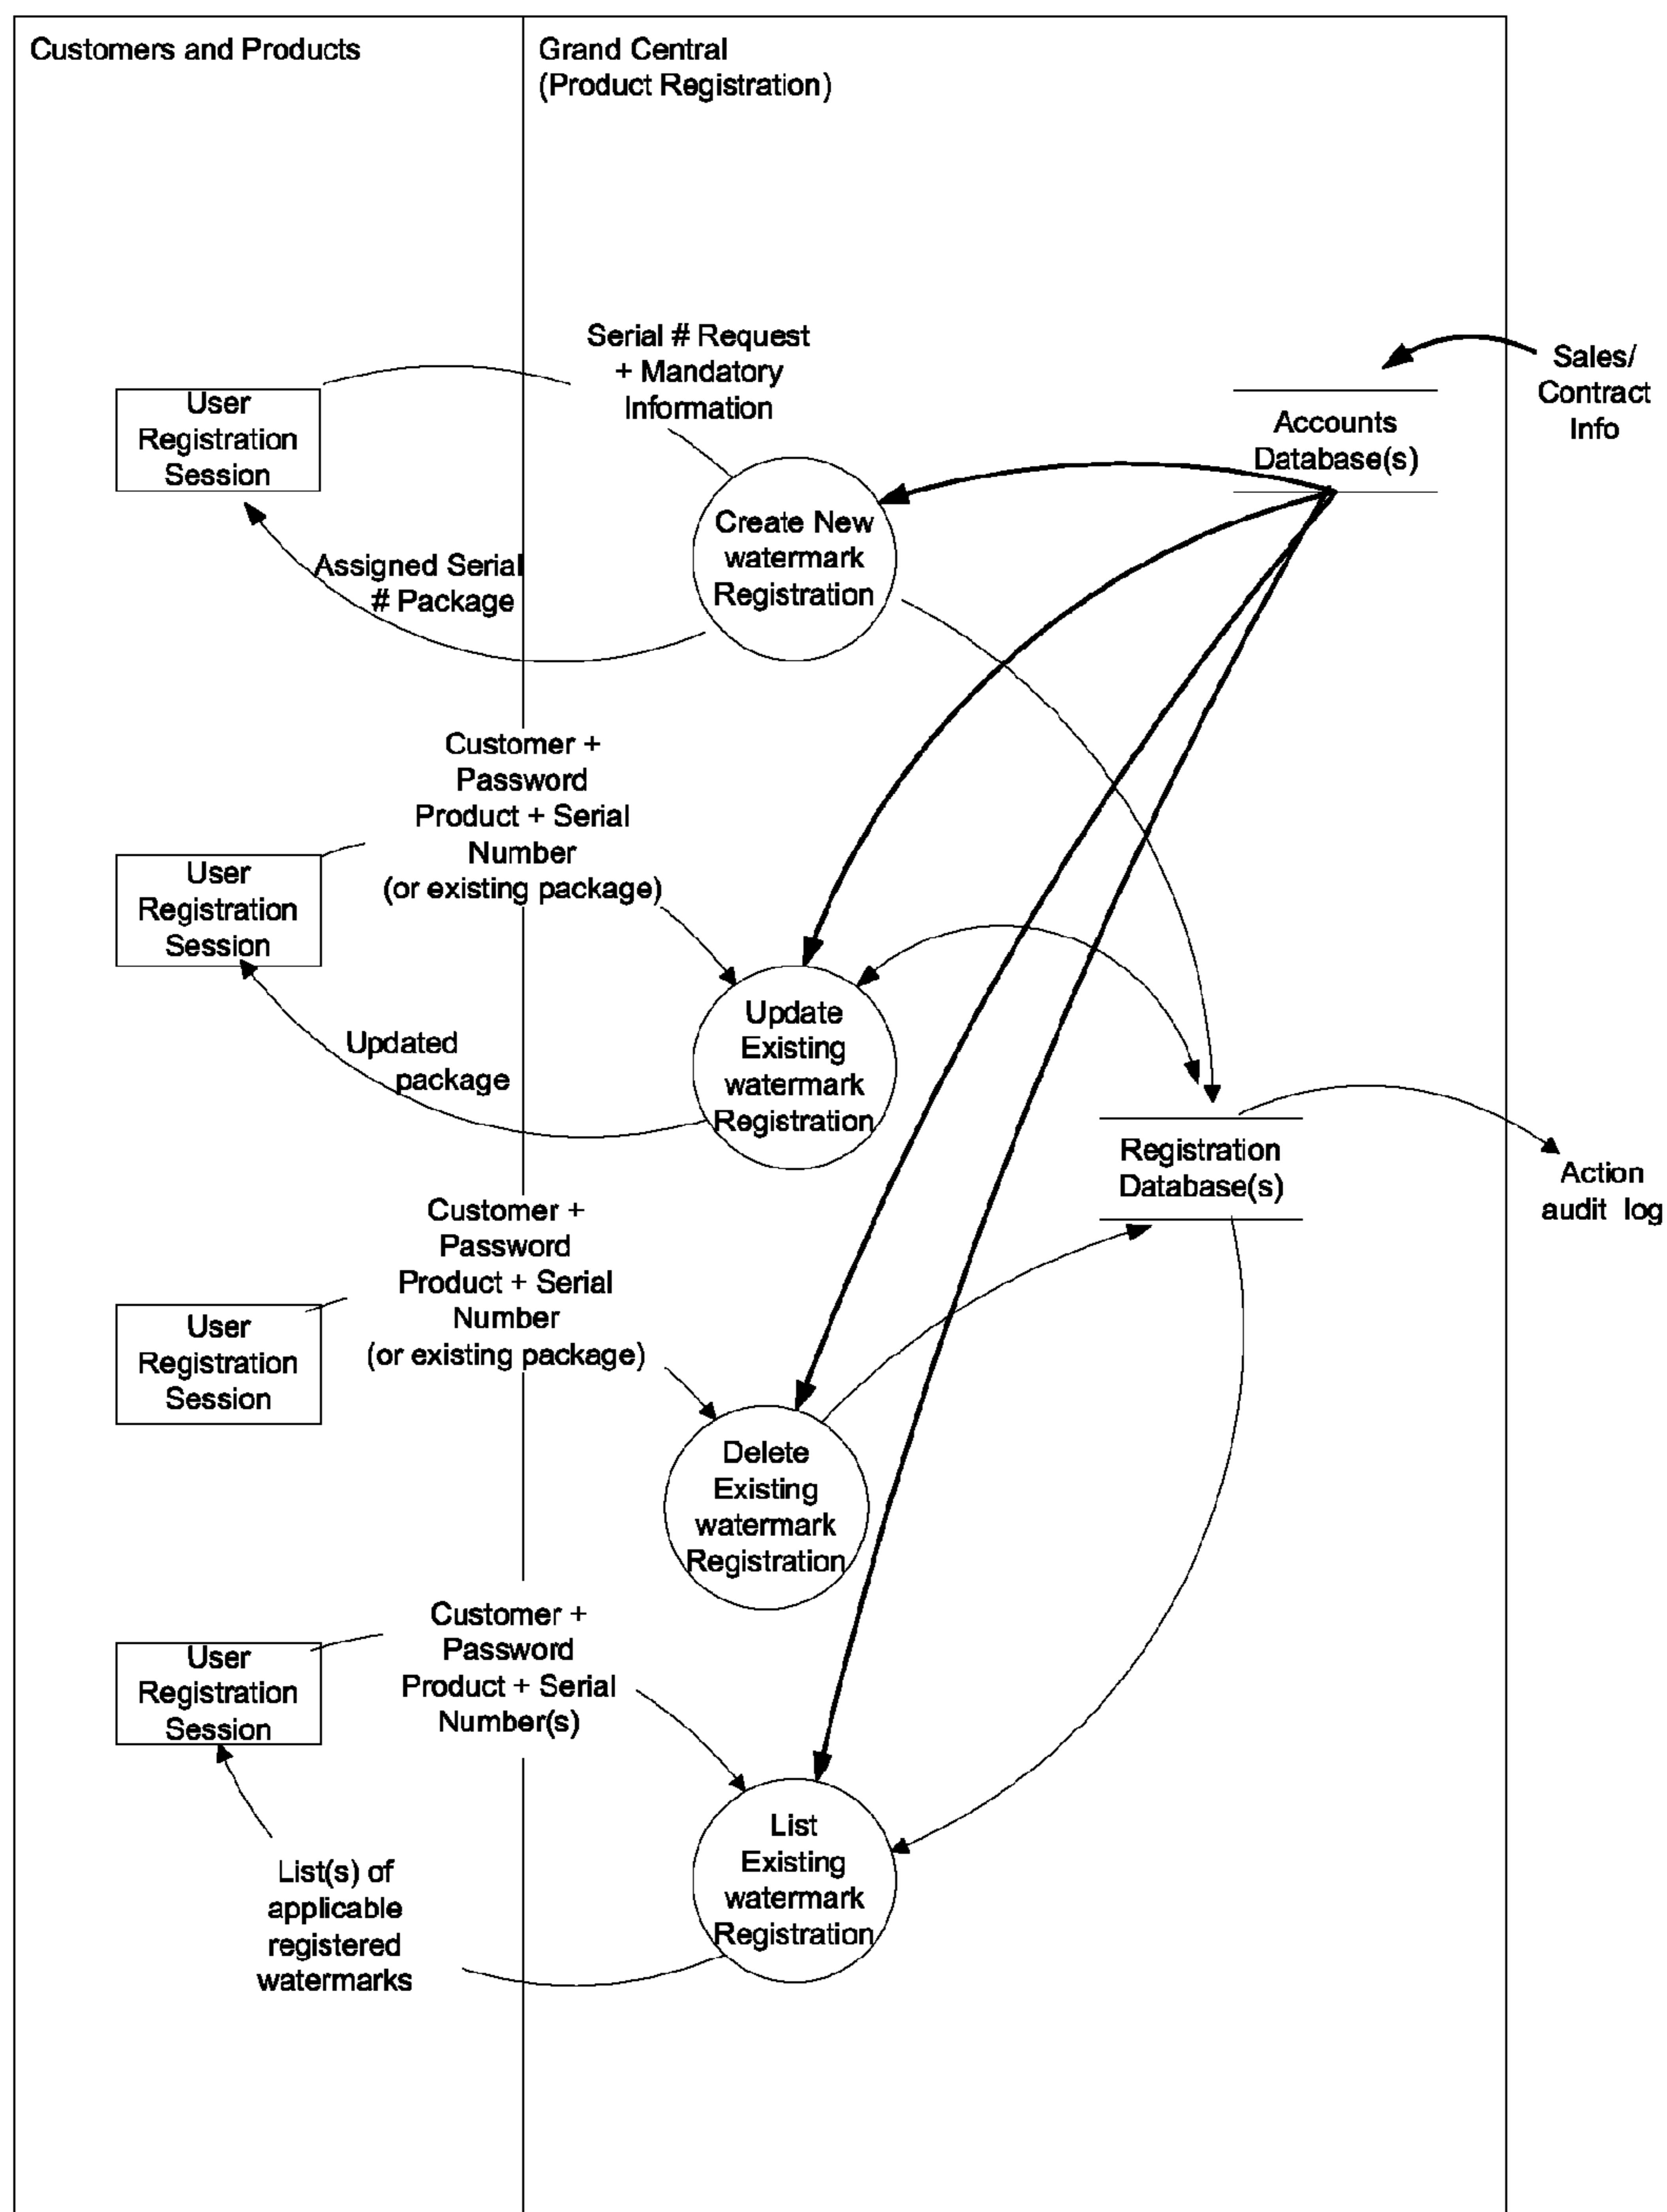 Customers and Products
Grand Central
(Product Registration)
Serial # Request
+ Mandatory
Information
Sales/
Contract
Info
User
Registration
Session
Accounts
Database(s)
Create New
watermark
Registration
Assigned Serial
# Package
Customer +
Password
Product + Serial
Number
(or existing package)
User
Registration
Session
Update
Existing
watermark
Registration
Updated
package
Registration
Database(s)
Action
audit log
Customer +
Password
Product + Serial
Number
(or existing package)
User
Registration
Session
Delete
Existing
watermark
Registration
Customer +
Password
Product + Serial
Number(s)
User
Registration
Session
List
Existing
watermark
Registration
List(s) of
applicable
registered
watermarks